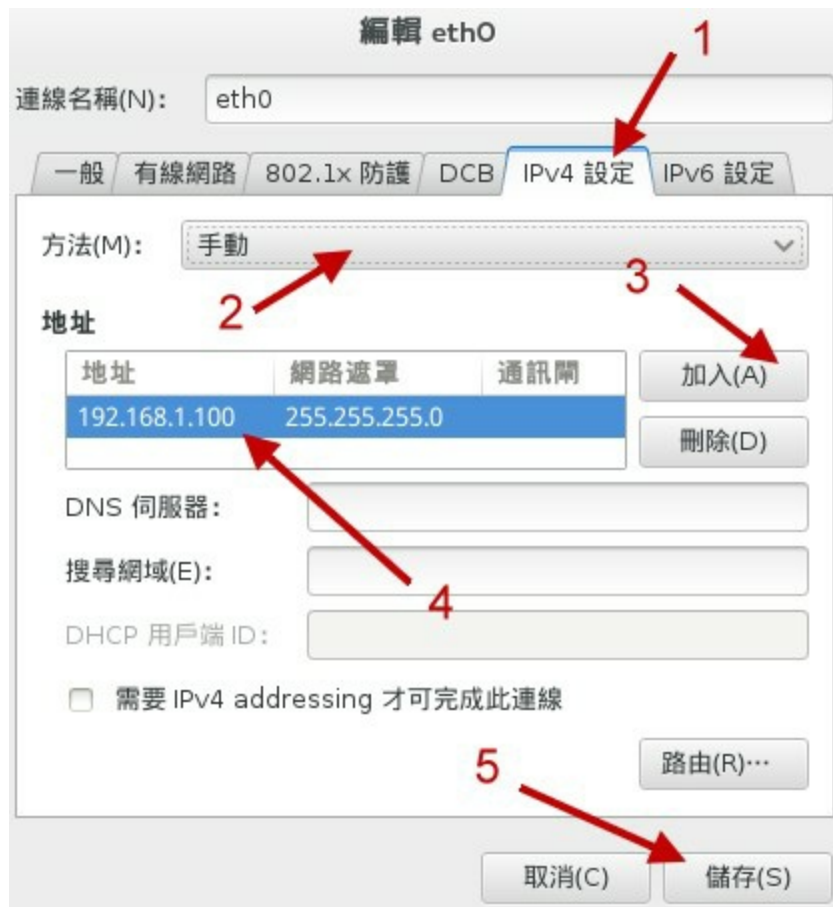 編輯 eth0
1
連線名稱(N): eth0
一般 有線網路 802.1x 防護 DCB IPv4 設定 IPv6 設定
方法(M): 手動
2
3
地址
地址 網路遮罩 通訊閘
加入(A)
192.168.1.100 255.255.255.0
刪除(D)
DNS 伺服器:
搜尋網域(E):
4
DHCP 用戶端 ID:
需要 IPv4 addressing 才可完成此連線
路由(R)…
5
取消(C) 儲存(S)